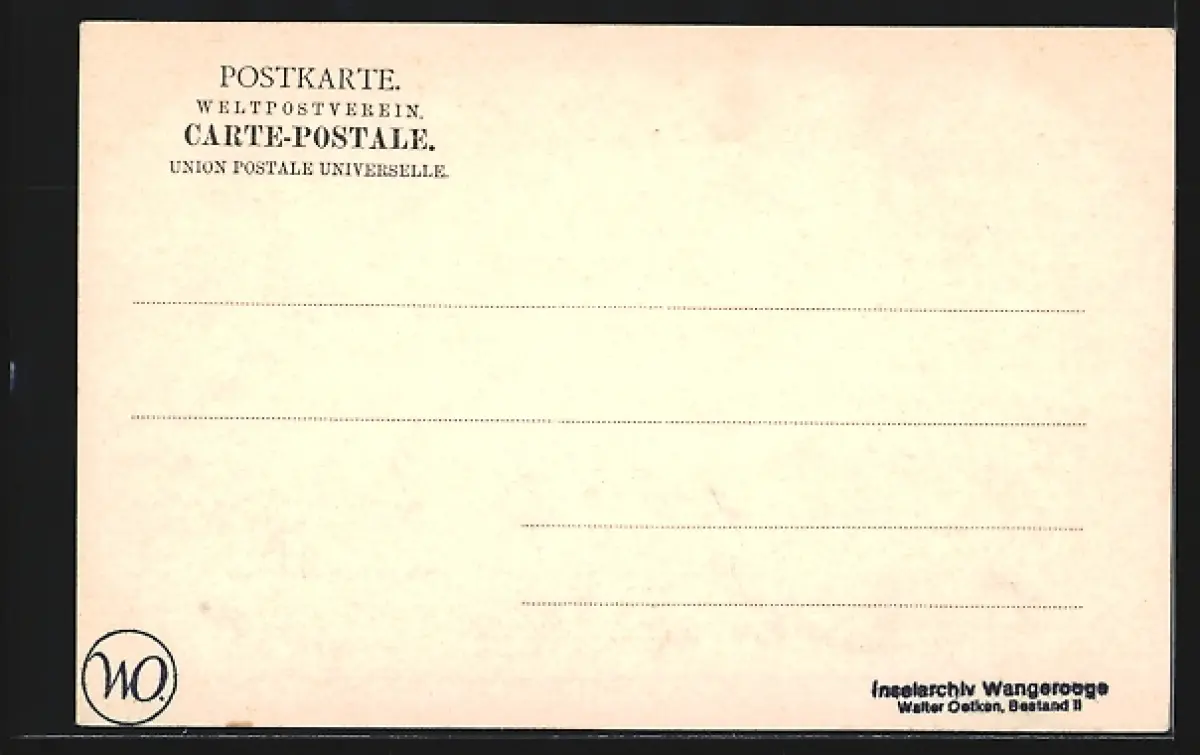 POSTKARTE.
WELTPOSTVEREIN.
CARTE-POSTALE.
UNION POSTALE UNIVERSELLE.
WO.
Inselarchiv Wangerooge
Walter Oetken, Bestand II